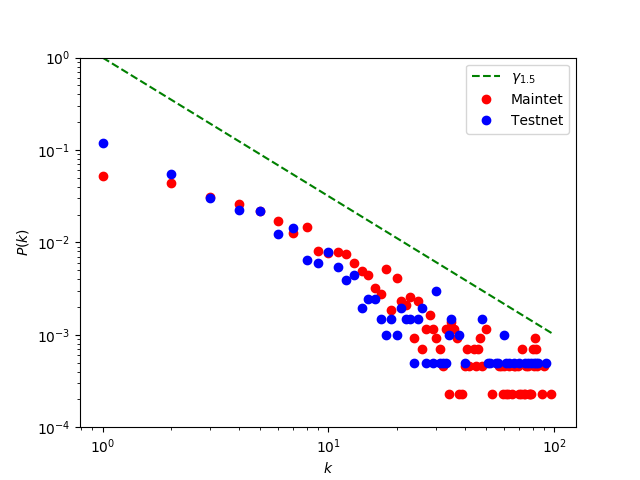 10⁰
10⁻¹
10⁻²
10⁻³
10⁻⁴
P(k)
γ₁.₅
Maintet
Testnet
10⁰
10¹
10²
k